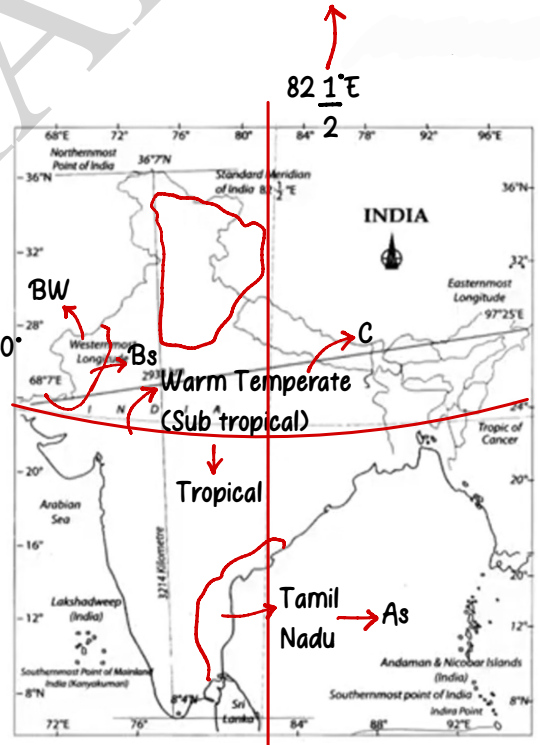 82 1°E
2
68°E 72° 76° 80° 84° 78° 92° 96°E
Northernmost
Point of India
36°7'N
36°N
Standard Meridian
of India 82 1/2 °E
36°N
INDIA
32°
32°
BW
Easternmost
Longitude
97°25'E
28°
0°
Westernmost
Longitude
Bs
C
68°7'E
293
Warm Temperate
(Sub tropical)
I N D I A
24°
Tropic of
Cancer
20°
Tropical
20°
Arabian
Sea
16°
3214 Kilometre
20°
Lakshadweep
(India)
12°
Tamil
Nadu
As
12°
Southernmost Point of Mainland
India (Kanyakumari)
Andaman & Nicobar Islands
(India)
8°N
8°4'N
Sri
Lanka
Southernmost point of India
Indira Point
8°N
72°E 76° 84° 88° 92°E